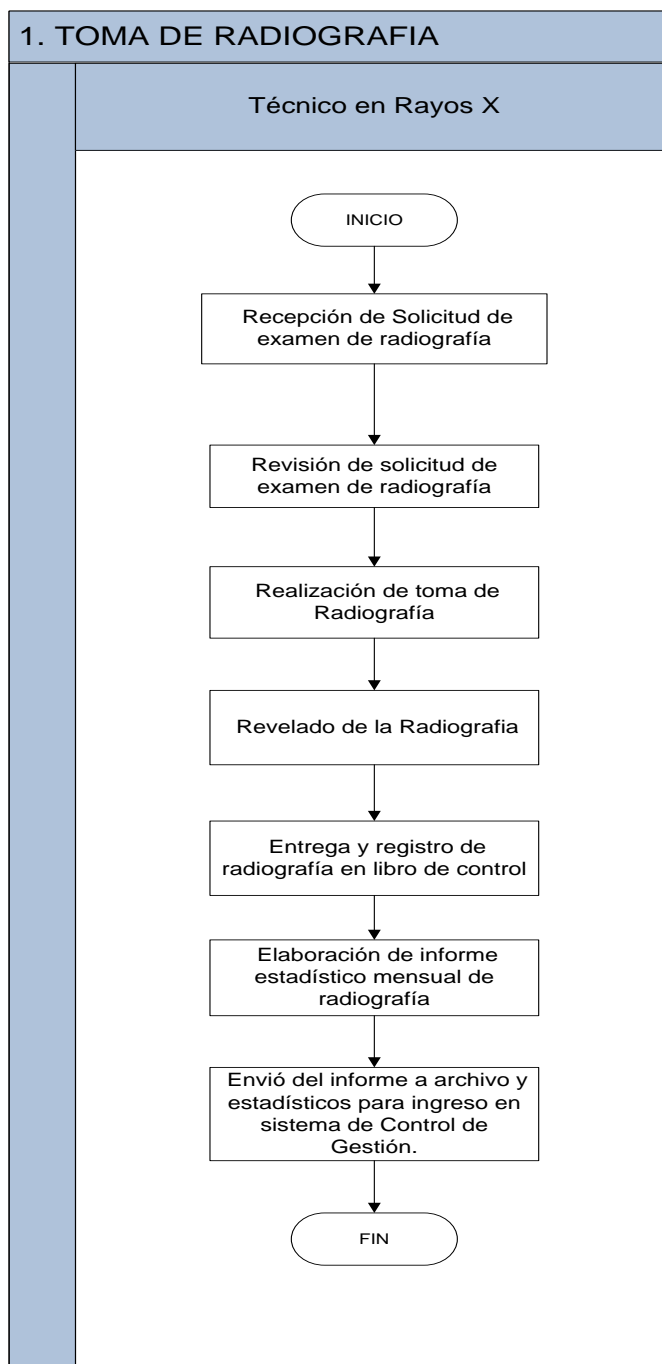 1. TOMA DE RADIOGRAFIA
Técnico en Rayos X
INICIO
Recepción de Solicitud de
examen de radiografía
Revisión de solicitud de
examen de radiografía
Realización de toma de
Radiografía
Revelado de la Radiografia
Entrega y registro de
radiografía en libro de control
Elaboración de informe
estadístico mensual de
radiografía
Envió del informe a archivo y
estadísticos para ingreso en
sistema de Control de
Gestión.
FIN